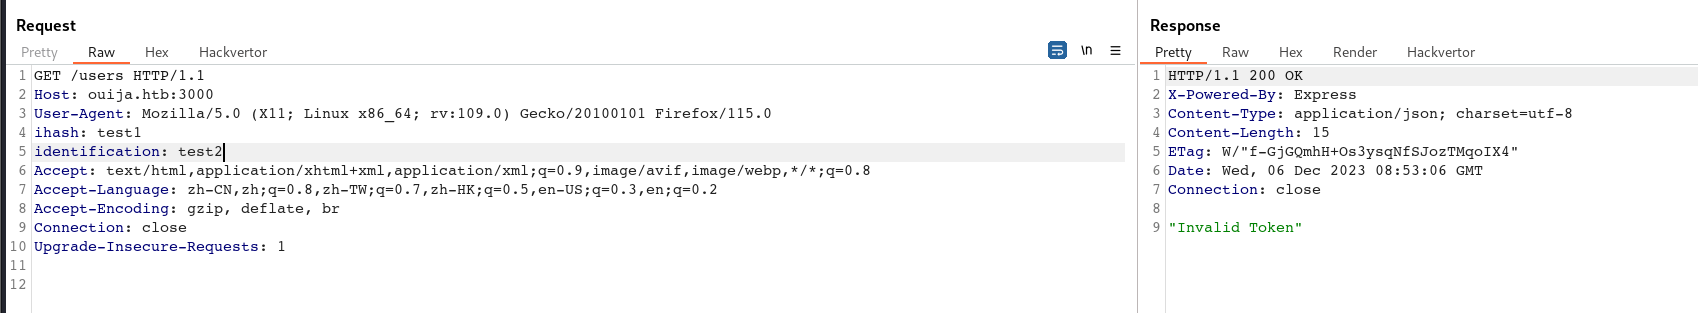 Request
Pretty Raw Hex Hackvertor \n
1 GET /users HTTP/1.1
2 Host: ouija.htb:3000
3 User-Agent: Mozilla/5.0 (X11; Linux x86_64; rv:109.0) Gecko/20100101 Firefox/115.0
4 ihash: test1
5 identification: test2
6 Accept: text/html,application/xhtml+xml,application/xml;q=0.9,image/avif,image/webp,*/*;q=0.8
7 Accept-Language: zh-CN,zh;q=0.8,zh-TW;q=0.7,zh-HK;q=0.5,en-US;q=0.3,en;q=0.2
8 Accept-Encoding: gzip, deflate, br
9 Connection: close
10 Upgrade-Insecure-Requests: 1
11
12
Response
Pretty Raw Hex Render Hackvertor
1 HTTP/1.1 200 OK
2 X-Powered-By: Express
3 Content-Type: application/json; charset=utf-8
4 Content-Length: 15
5 ETag: W/"f-GjGQmhH+Os3ysqNfSJozTMqoIX4"
6 Date: Wed, 06 Dec 2023 08:53:06 GMT
7 Connection: close
8
9 "Invalid Token"